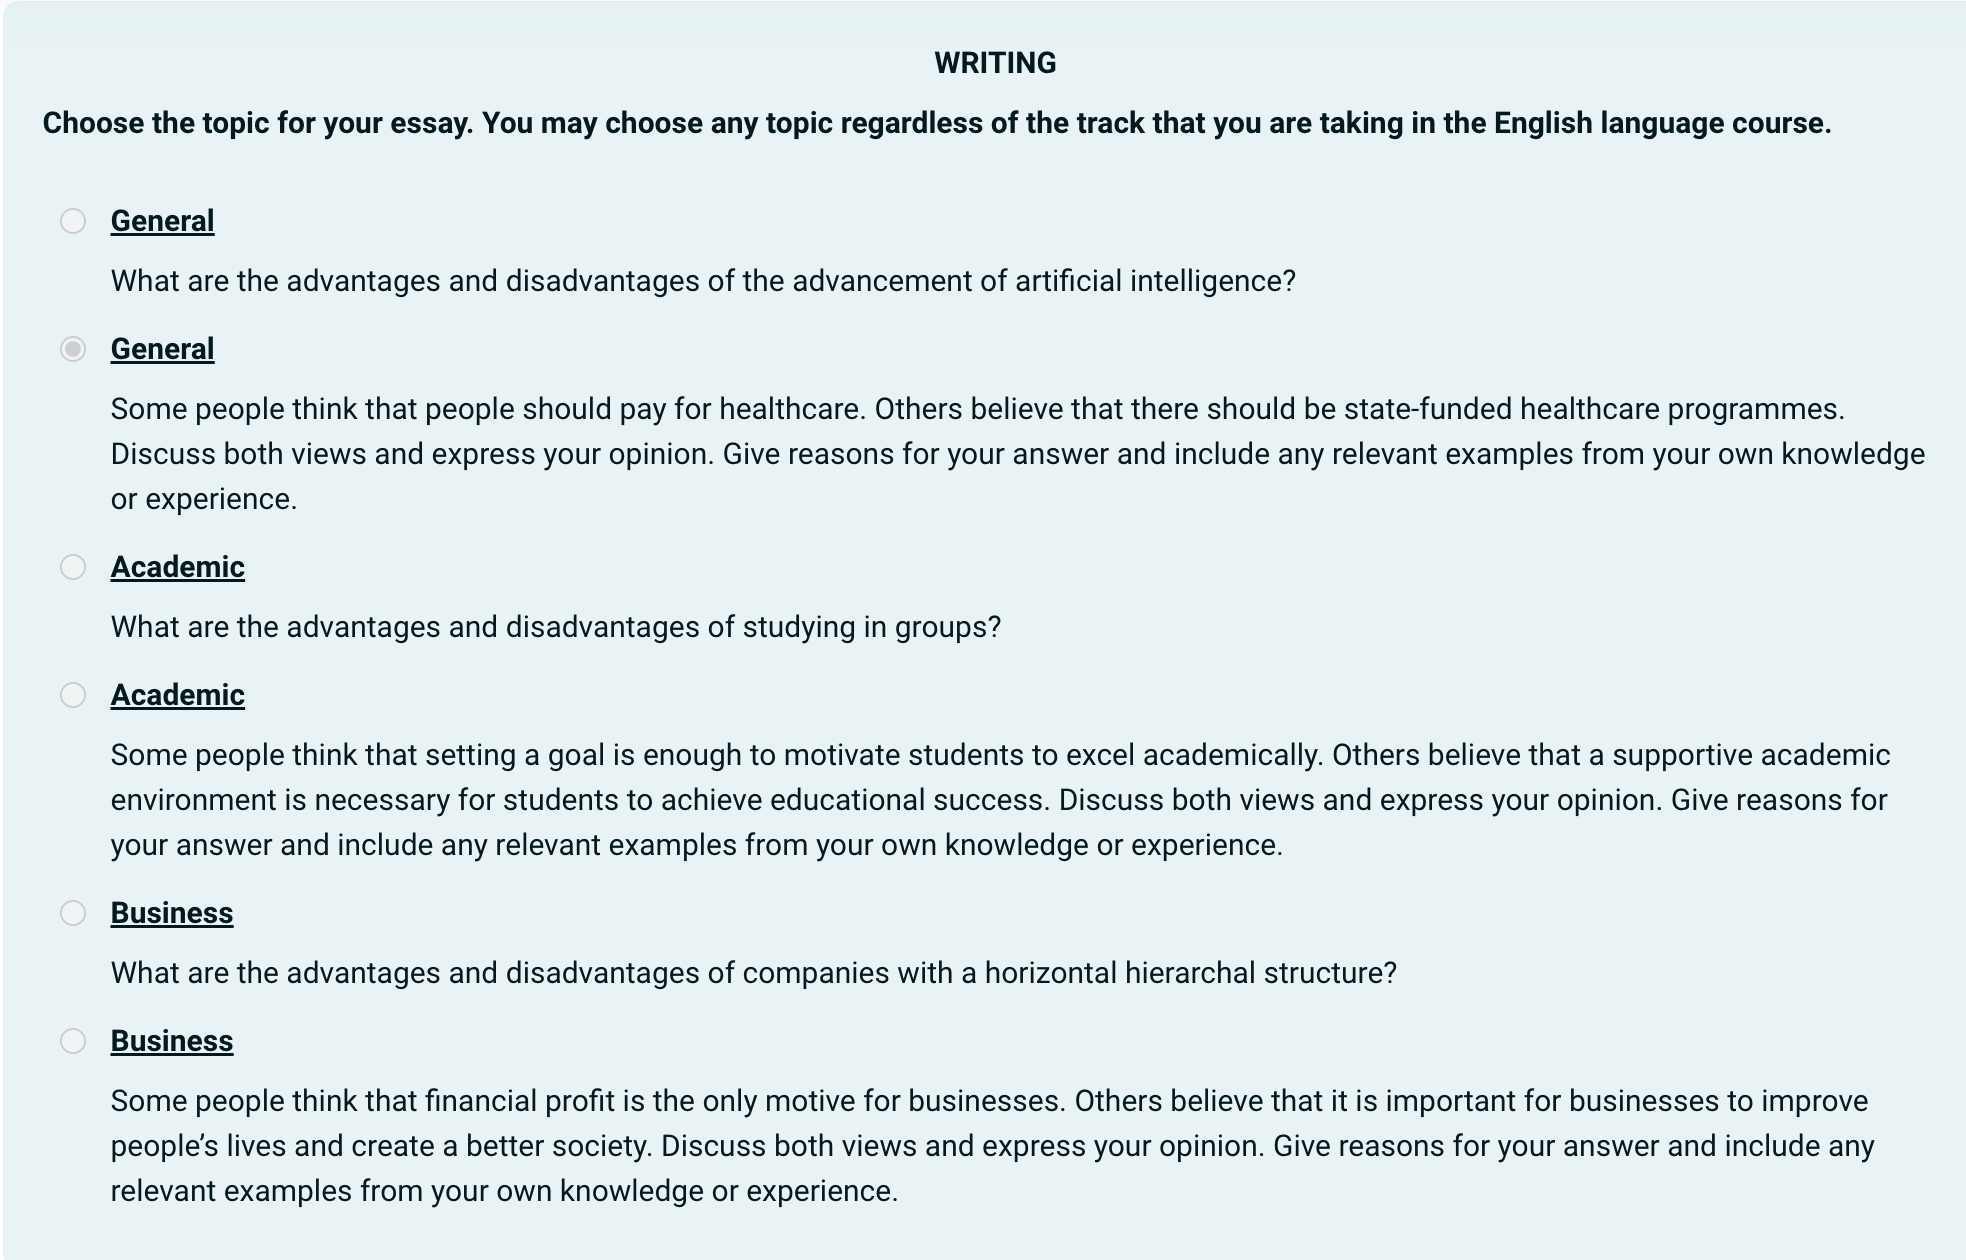 WRITING
Choose the topic for your essay. You may choose any topic regardless of the track that you are taking in the English language course.
General
What are the advantages and disadvantages of the advancement of artificial intelligence?
General
Some people think that people should pay for healthcare. Others believe that there should be state-funded healthcare programmes.
Discuss both views and express your opinion. Give reasons for your answer and include any relevant examples from your own knowledge
or experience.
Academic
What are the advantages and disadvantages of studying in groups?
Academic
Some people think that setting a goal is enough to motivate students to excel academically. Others believe that a supportive academic
environment is necessary for students to achieve educational success. Discuss both views and express your opinion. Give reasons for
your answer and include any relevant examples from your own knowledge or experience.
Business
What are the advantages and disadvantages of companies with a horizontal hierarchal structure?
Business
Some people think that financial profit is the only motive for businesses. Others believe that it is important for businesses to improve
people’s lives and create a better society. Discuss both views and express your opinion. Give reasons for your answer and include any
relevant examples from your own knowledge or experience.